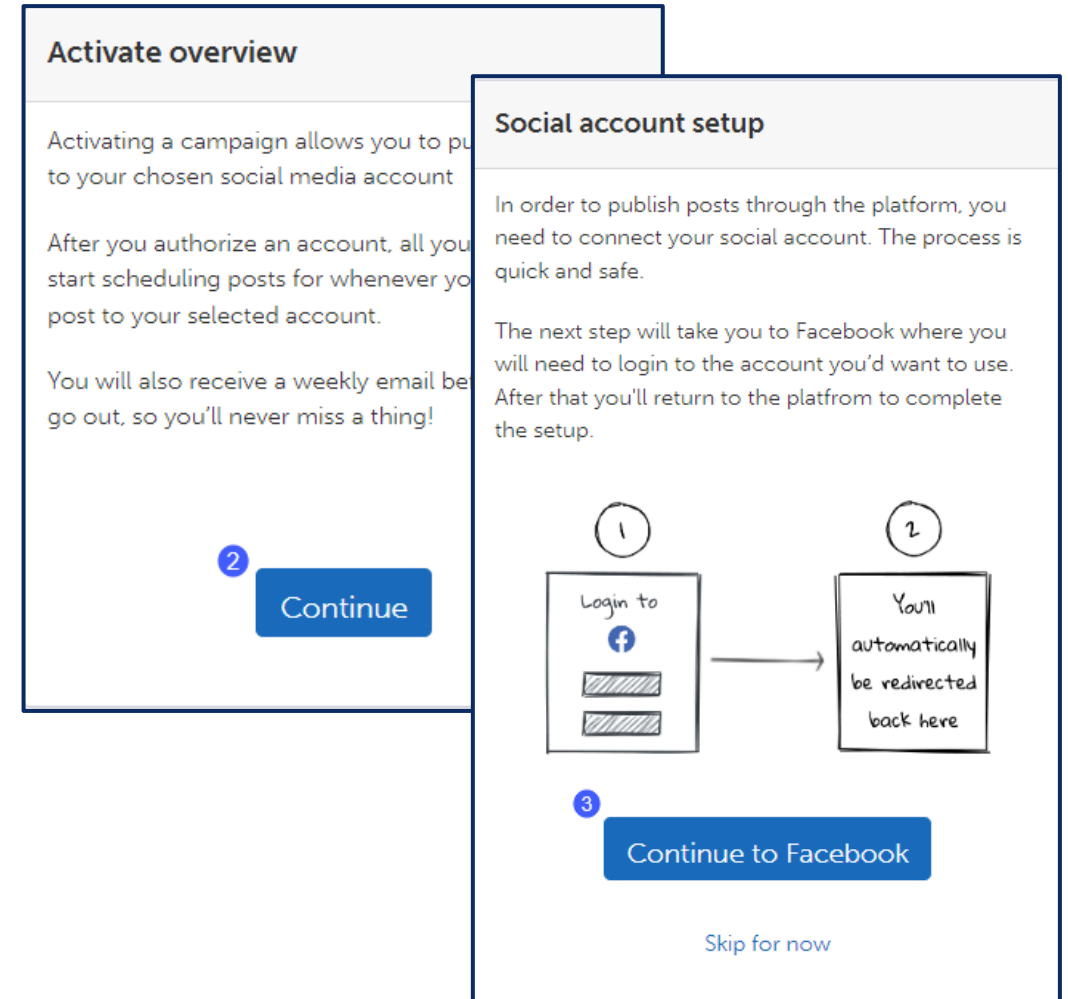 Activate overview
Activating a campaign allows you to
to your chosen social media account
After you authorize an account, all
start scheduling posts for whenever
post to your selected account.
You will also receive a weekly email
go out, so you'll never miss a thing!
2
Continue
Social account setup
In order to publish posts through the platform, you
need to connect your social account. The process is
quick and safe.
The next step will take you to Facebook where you
will need to login to the account you'd want to use.
After that you'll return to the platfrom to complete
the setup.
1
2
Login to
You'll
automatically
be redirected
back here
3
Continue to Facebook
Skip for now